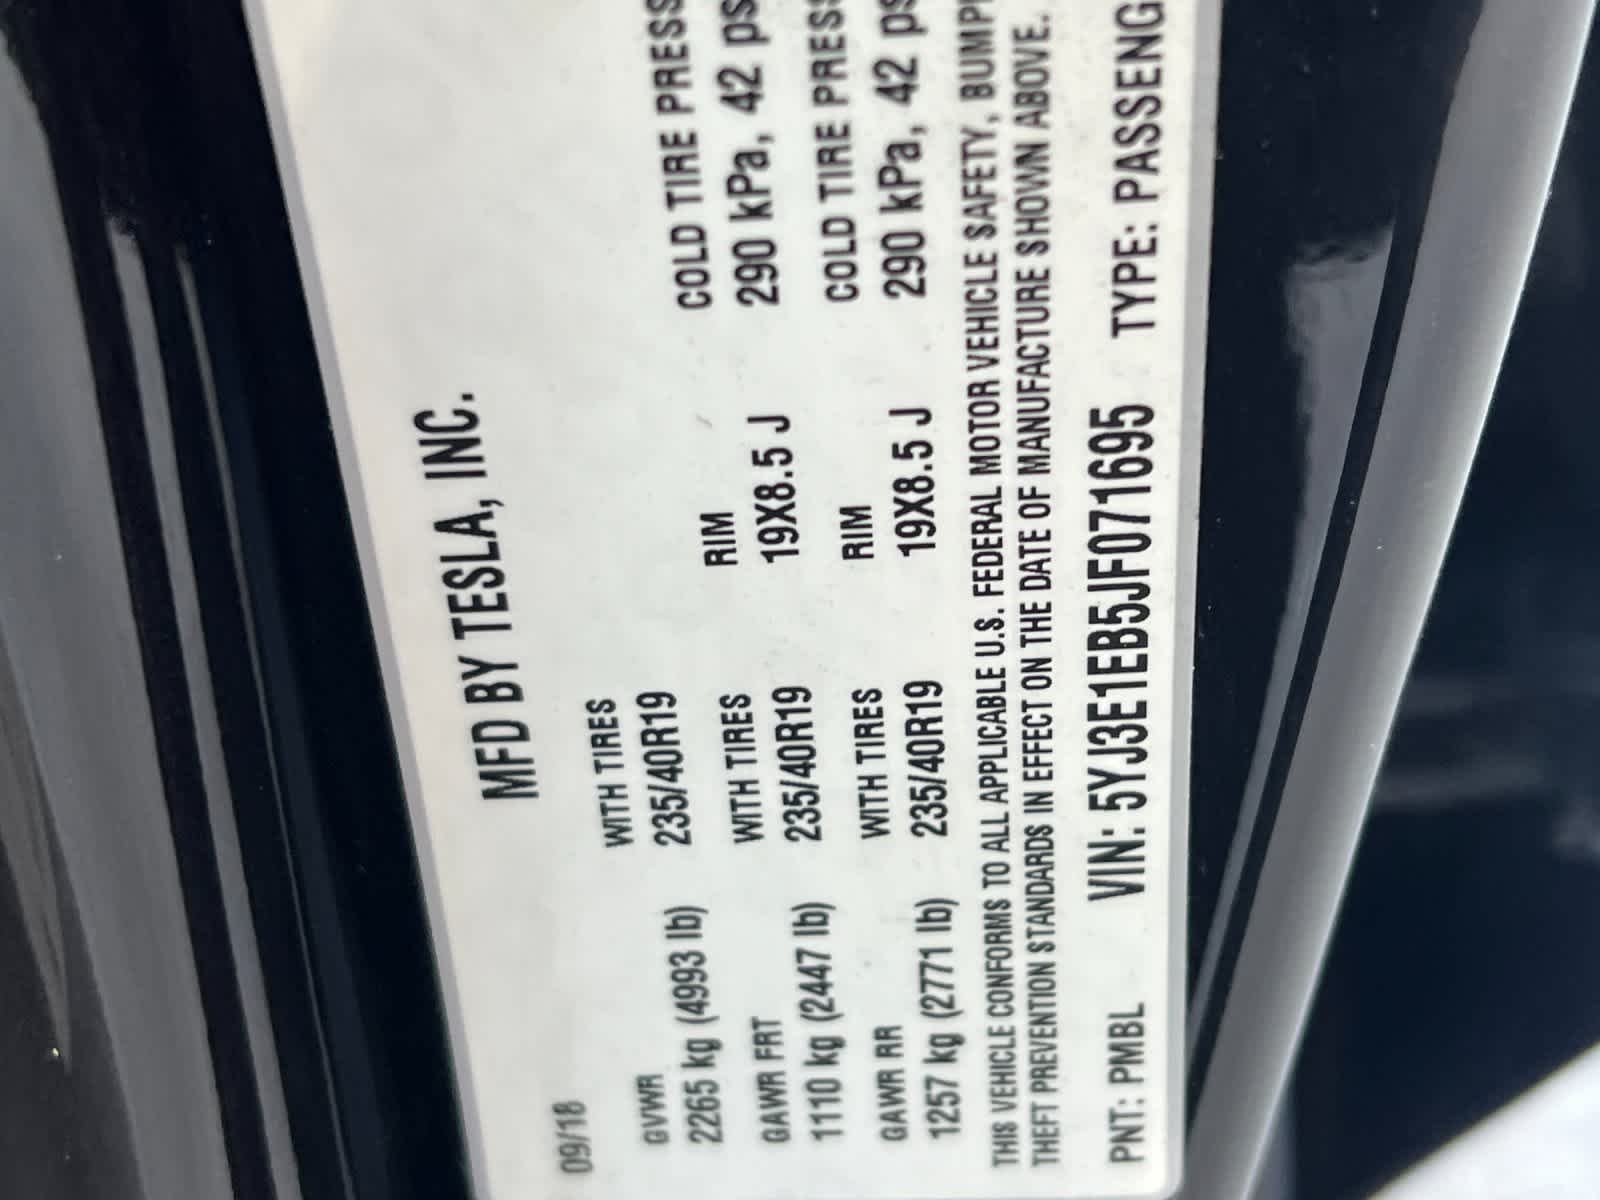 MFD BY TESLA, INC.
09/18
GVWR WITH TIRES
2265 kg (4993 lb) 235/40R19
GAWR FRT WITH TIRES RIM COLD TIRE PRESS
1110 kg (2447 lb) 235/40R19 19X8.5 J 290 kPa, 42 ps
GAWR RR WITH TIRES RIM COLD TIRE PRESS
1257 kg (2771 lb) 235/40R19 19X8.5 J 290 kPa, 42 ps
THIS VEHICLE CONFORMS TO ALL APPLICABLE U.S. FEDERAL MOTOR VEHICLE SAFETY, BUMP
THEFT PREVENTION STANDARDS IN EFFECT ON THE DATE OF MANUFACTURE SHOWN ABOVE.
PNT: PMBL VIN: 5YJ3E1EB5JF071695 TYPE: PASSENG